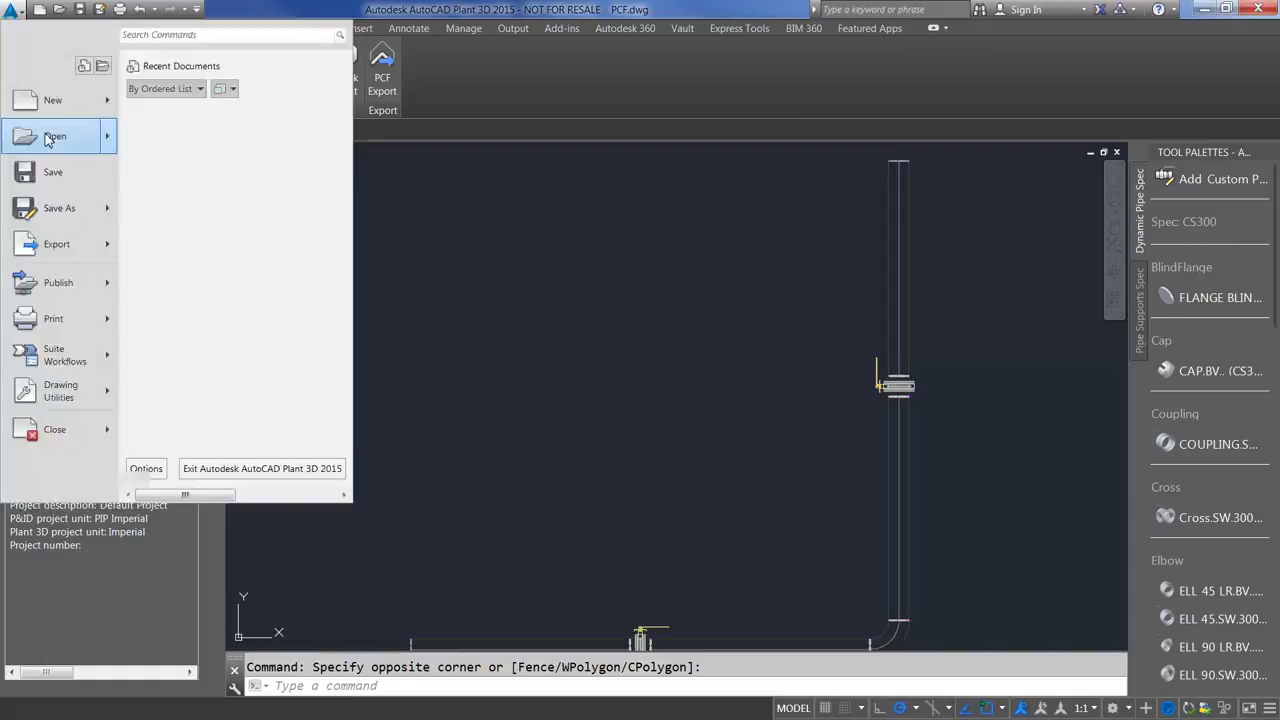 Autodesk AutoCAD Plant 3D 2015 - NOT FOR RESALE PCF.dwg
Type a keyword or phrase
Sign In
Annotate
Manage
Output
Add-ins
Autodesk 360
Vault
Express Tools
BIM 360
Featured Apps
PCF
Export
Export
Search Commands
Recent Documents
By Ordered List
New
Open
Save
Save As
Export
Publish
Print
Suite
Workflows
Drawing
Utilities
Close
Options
Exit Autodesk AutoCAD Plant 3D 2015
Project description: Default Project
P&ID project unit: PIP Imperial
Plant 3D project unit: Imperial
Project number:
Y
X
TOOL PALETTES - A...
Dynamic Pipe Spec
Pipe Supports Spec
Add Custom P...
Spec: CS300
BlindFlange
FLANGE BLIN...
Cap
CAP.BV.. (CS3...
Coupling
COUPLING.S...
Cross
Cross.SW.300...
Elbow
ELL 45 LR.BV....
ELL 45.SW.300...
ELL 90 LR.BV....
ELL 90.SW.300...
Command: Specify opposite corner or [Fence/WPolygon/CPolygon]:
Type a command
MODEL
1:1